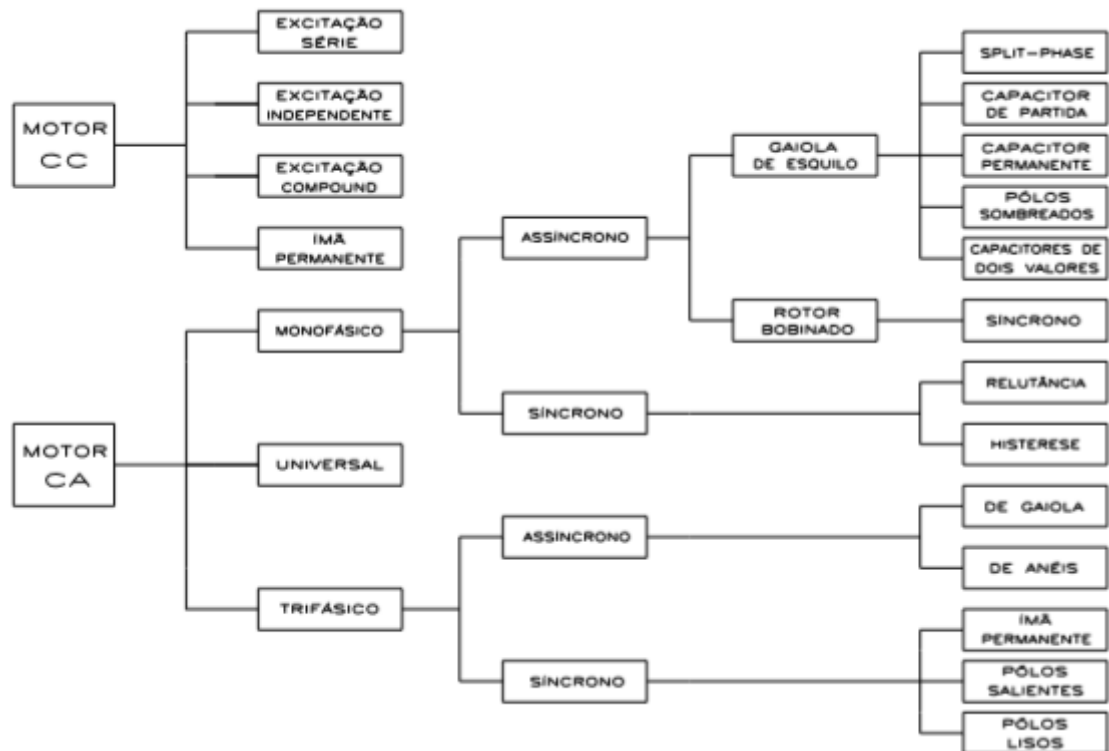 MOTOR
CC
EXCITAÇÃO
SÉRIE
EXCITAÇÃO
INDEPENDENTE
EXCITAÇÃO
COMPOUND
IMÃ
PERMANENTE
MOTOR
CA
MONOFÁSICO
UNIVERSAL
TRIFÁSICO
ASSÍNCRONO
SÍNCRONO
ASSÍNCRONO
SÍNCRONO
GAIOLA
DE ESQUILO
ROTOR
BOBINADO
SPLIT-PHASE
CAPACITOR
DE PARTIDA
CAPACITOR
PERMANENTE
PÓLOS
SOMBREADOS
CAPACITORES DE
DOIS VALORES
SÍNCRONO
RELUTÂNCIA
HISTERESE
DE GAIOLA
DE ANÉIS
IMÃ
PERMANENTE
PÓLOS
SALIENTES
PÓLOS
LISOS